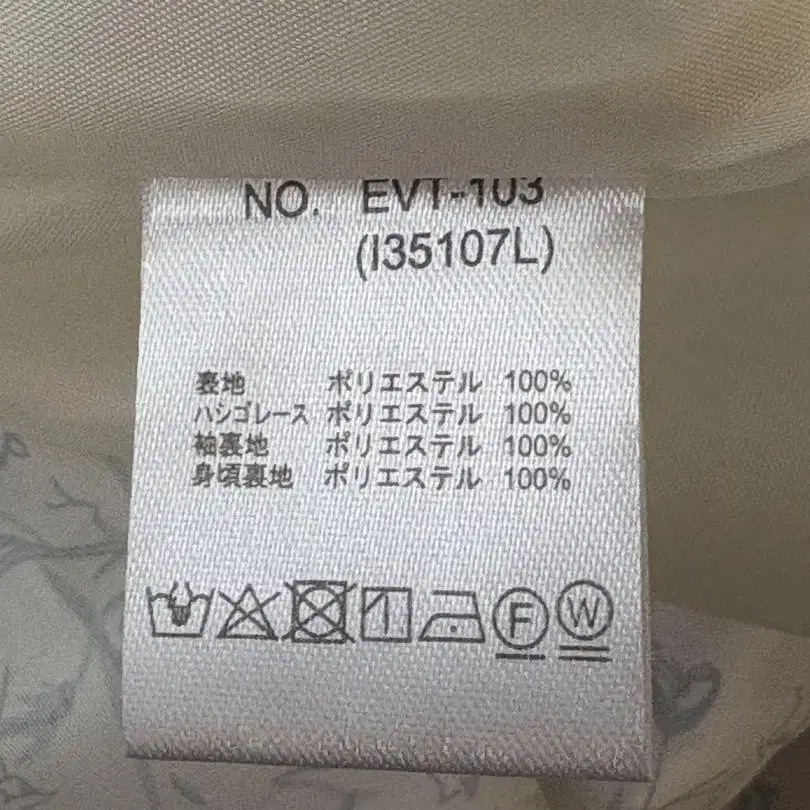 NO. EVT-103
(I35107L)
表地 ポリエステル 100%
ハシゴレース ポリエステル 100%
袖裏地 ポリエステル 100%
身頃裏地 ポリエステル 100%
F W